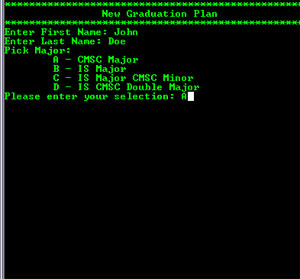 ************************************************
New Graduation Plan
************************************************
Enter First Name: John
Enter Last Name: Doe
Pick Major:
A - CMSC Major
B - IS Major
C - IS Major CMSC Minor
D - IS CMSC Double Major
Please enter your selection: A